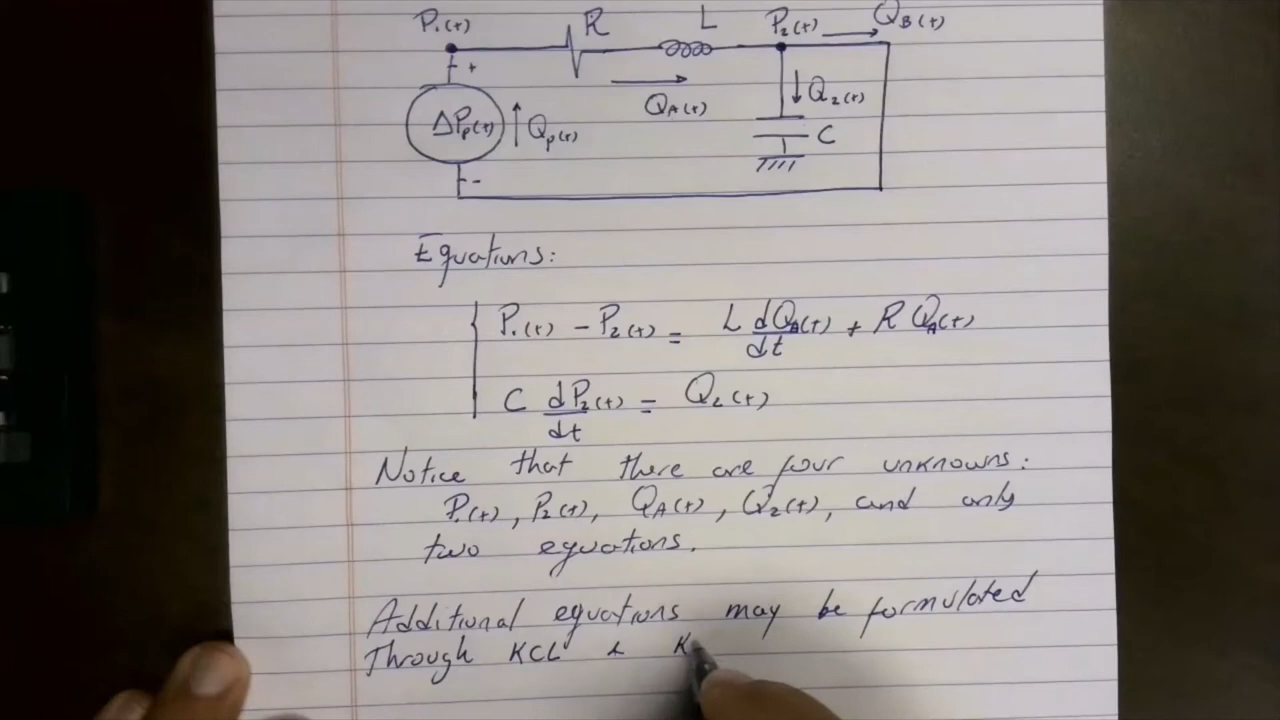 P₁(t) R L P₂(t) Q_B(t)
+
ΔP_p(t) Q_p(t) Q_A(t) Q₂(t) C
-
Equations:
P₁(t) - P₂(t) = L dQ_A(t)/dt + R Q_A(t)
C dP₂(t)/dt = Q₂(t)
Notice that there are four unknowns:
P₁(t), P₂(t), Q_A(t), Q₂(t), and only
two equations.
Additional equations may be formulated
Through KCL & K